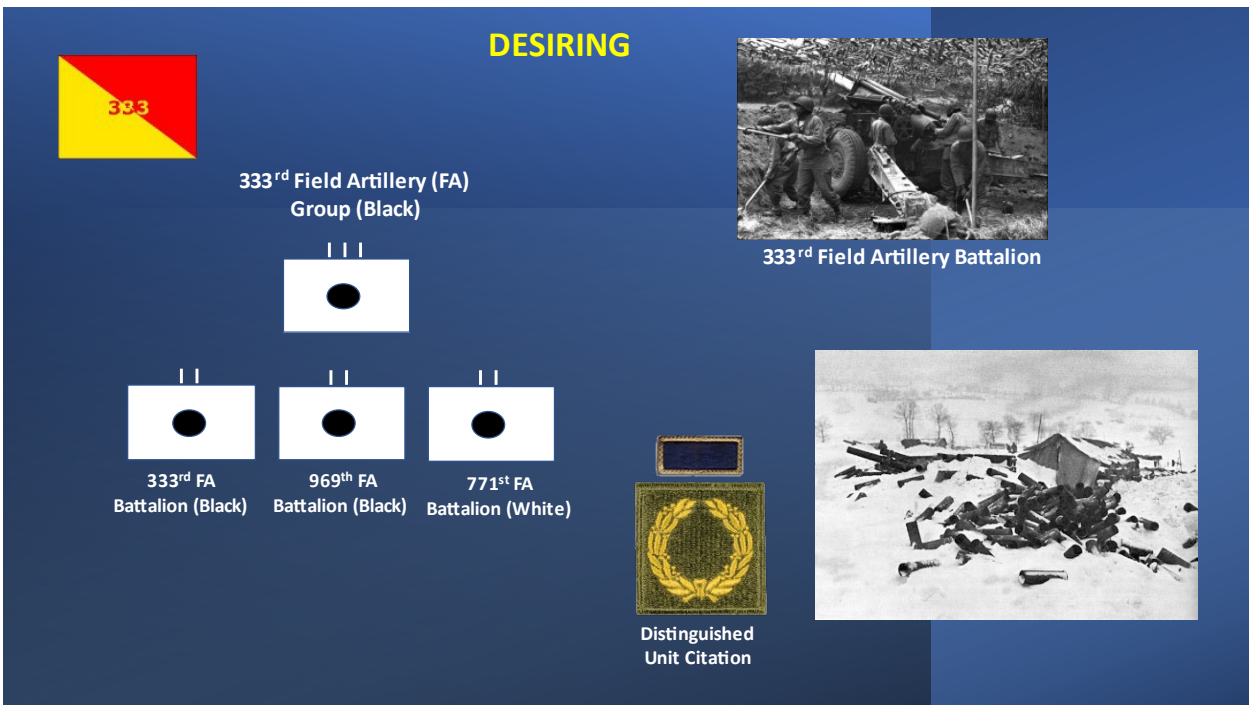 DESIRING
333
333rd Field Artillery (FA)
Group (Black)
333rd Field Artillery Battalion
333rd FA
Battalion (Black)
969th FA
Battalion (Black)
771st FA
Battalion (White)
Distinguished
Unit Citation